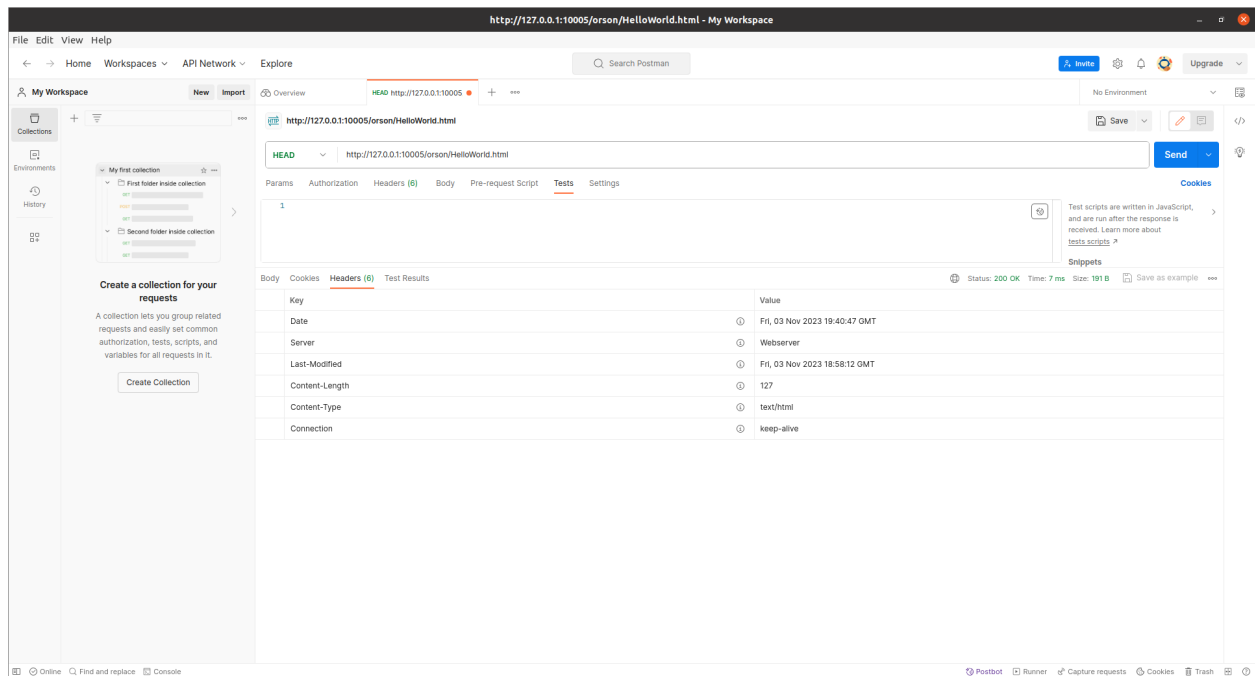 http://127.0.0.1:10005/orson/HelloWorld.html - My Workspace
File Edit View Help
Home Workspaces API Network Explore
Search Postman
Invite
Upgrade
My Workspace New Import
Overview
HEAD http://127.0.0.1:10005
No Environment
Collections
Environments
History
My first collection
First folder inside collection
GET
GET
Second folder inside collection
GET
GET
Create a collection for your
requests
A collection lets you group related
requests and easily set common
authorization, tests, scripts, and
variables for all requests in it.
Create Collection
HTTP http://127.0.0.1:10005/orson/HelloWorld.html
Save
HEAD http://127.0.0.1:10005/orson/HelloWorld.html
Send
Params Authorization Headers (6) Body Pre-request Script Tests Settings
Cookies
1
Test scripts are written in JavaScript,
and are run after the response is
received. Learn more about
tests scripts
Snippets
Body Cookies Headers (6) Test Results
Status: 200 OK Time: 7 ms Size: 191 B Save as example
Key Value
Date Fri, 03 Nov 2023 19:40:47 GMT
Server Webserver
Last-Modified Fri, 03 Nov 2023 18:58:12 GMT
Content-Length 127
Content-Type text/html
Connection keep-alive
Online Find and replace Console
Postbot Runner Capture requests Cookies Trash